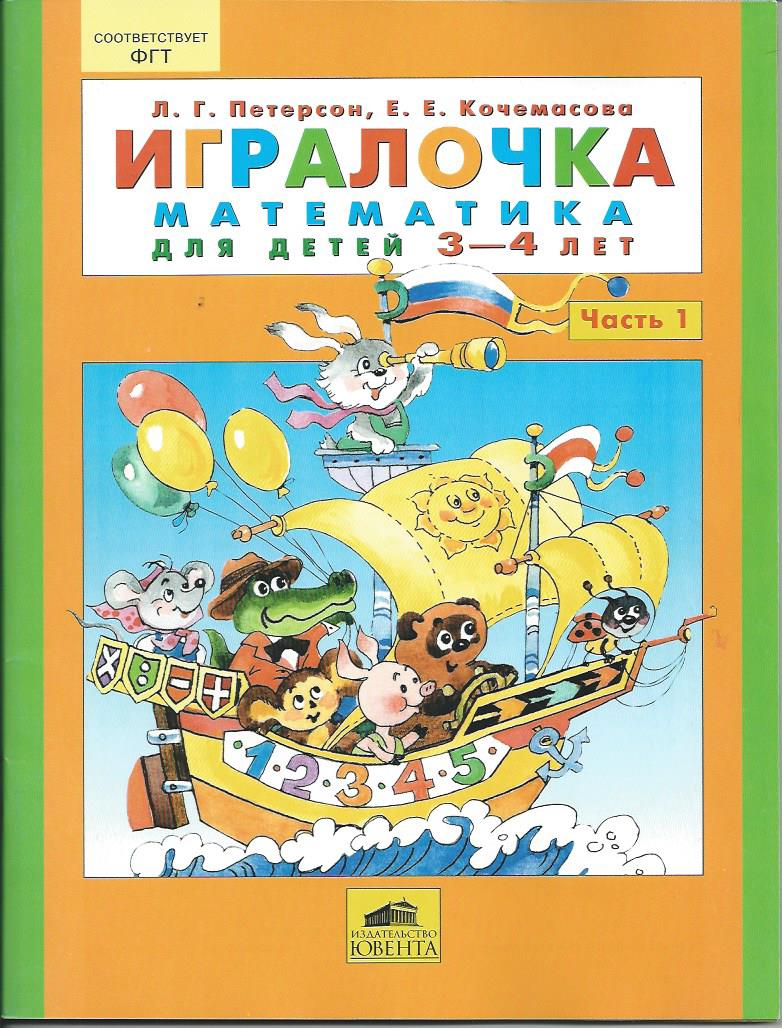 СООТВЕТСТВУЕТ
ФГТ
Л. Г. Петерсон, Е. Е. Кочемасова
ИГРАЛОЧКА
МАТЕМАТИКА
ДЛЯ ДЕТЕЙ 3—4 ЛЕТ
Часть 1
× : − +
· 1 · 2 · 3 · 4 · 5 ·
ИЗДАТЕЛЬСТВО
ЮВЕНТА